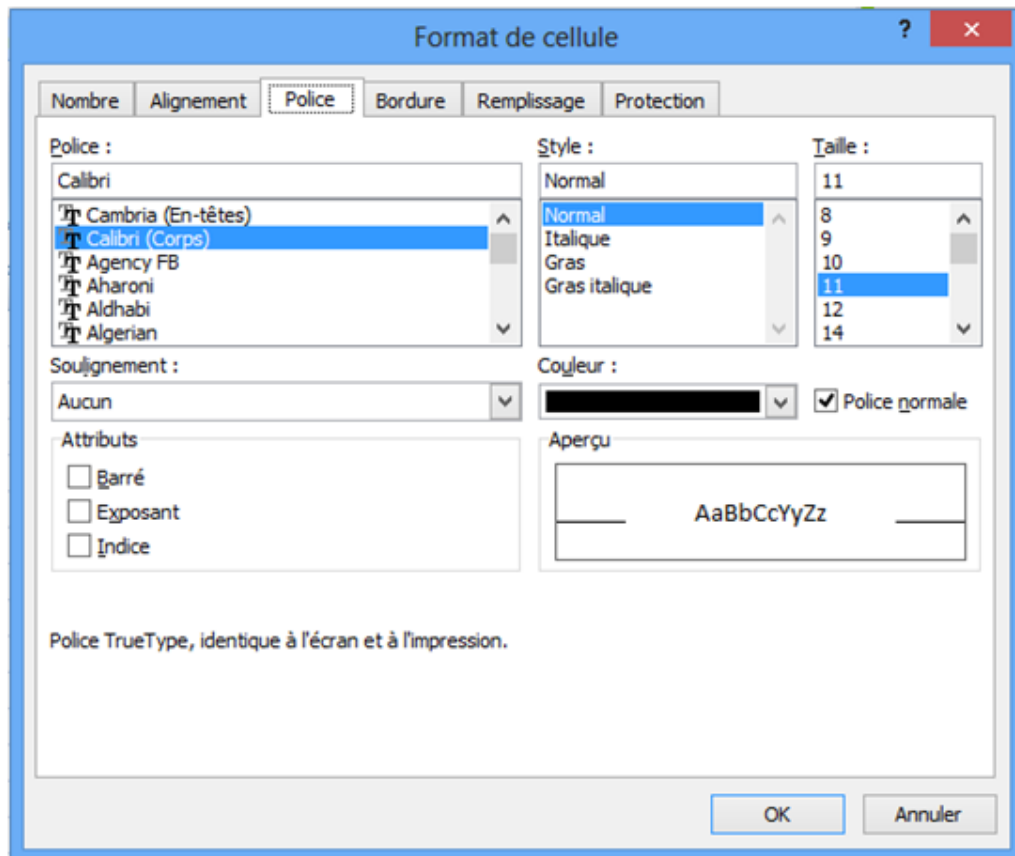 Format de cellule
?
Nombre Alignement Police Bordure Remplissage Protection
Police : Style : Taille :
Calibri Normal 11
Cambria (En-têtes) Normal 8
Calibri (Corps) Italique 9
Agency FB Gras 10
Aharoni Gras italique 11
Aldhabi 12
Algerian 14
Soulignement : Couleur :
Aucun Police normale
Attributs Aperçu
Barré
Exposant AaBbCcYyZz
Indice
Police TrueType, identique à l'écran et à l'impression.
OK Annuler